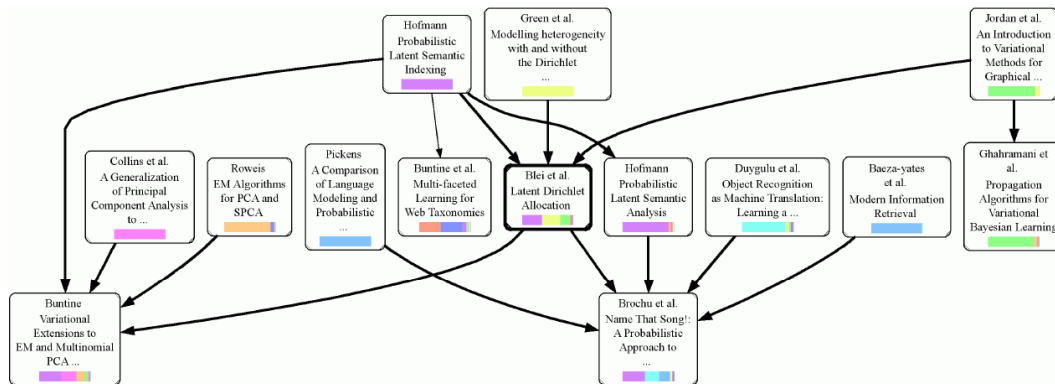 Hofmann
Probabilistic
Latent Semantic
Indexing
Green et al.
Modelling heterogeneity
with and without
the Dirichlet
...
Jordan et al.
An Introduction
to Variational
Methods for
Graphical ...
Collins et al.
A Generalization
of Principal
Component Analysis
to ...
Roweis
EM Algorithms
for PCA and
SPCA
Pickens
A Comparison
of Language
Modeling and
Probabilistic
...
Buntine et al.
Multi-faceted
Learning for
Web Taxonomies
Blei et al.
Latent Dirichlet
Allocation
Hofmann
Probabilistic
Latent Semantic
Analysis
Duygulu et al.
Object Recognition
as Machine Translation:
Learning a ...
Baeza-yates
et al.
Modern Information
Retrieval
Ghahramani et al.
Propagation
Algorithms for
Variational
Bayesian Learning
Buntine
Variational
Extensions to
EM and Multinomial
PCA ...
Brochu et al.
Name That Song!:
A Probabilistic
Approach to
...